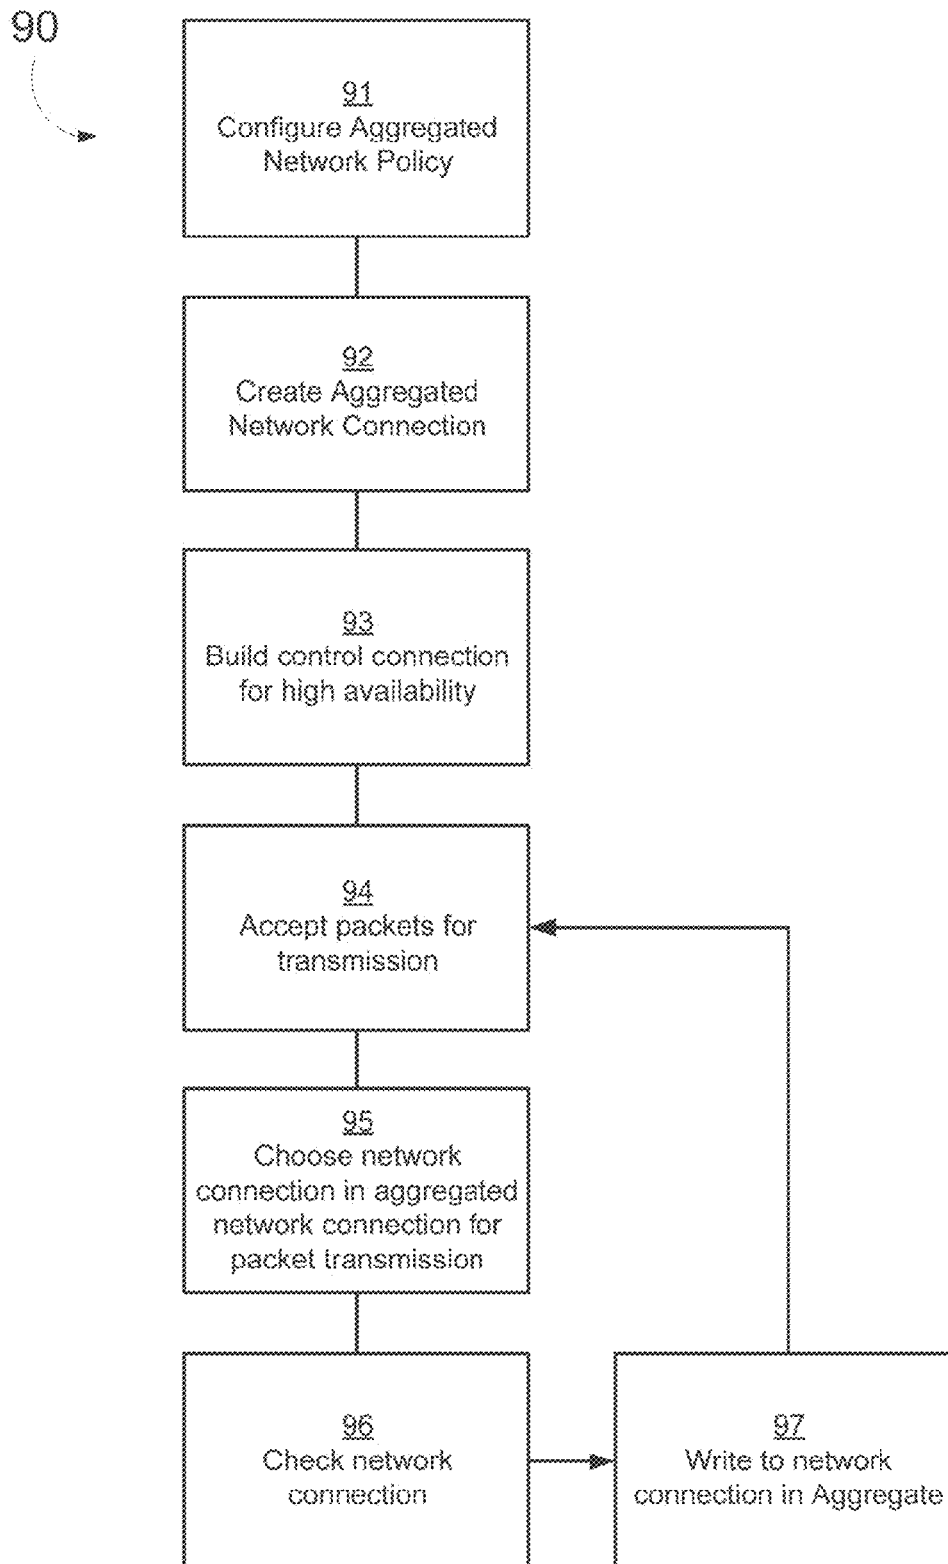 90
91
Configure Aggregated
Network Policy
92
Create Aggregated
Network Connection
93
Build control connection
for high availability
94
Accept packets for
transmission
95
Choose network
connection in aggregated
network connection for
packet transmission
96
Check network
connection
97
Write to network
connection in Aggregate